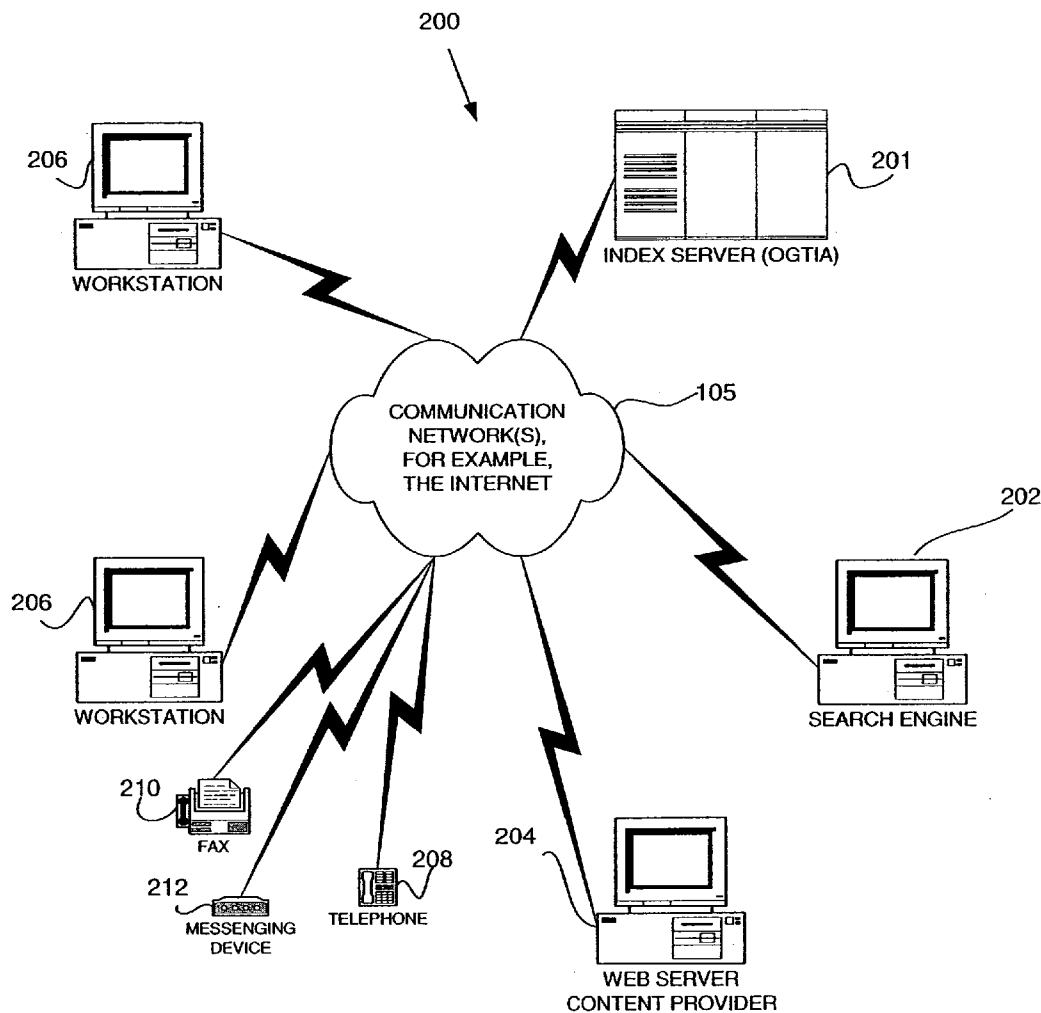 200
206
WORKSTATION
201
INDEX SERVER (OGTIA)
105
COMMUNICATION
NETWORK(S),
FOR EXAMPLE,
THE INTERNET
202
SEARCH ENGINE
206
WORKSTATION
210
FAX
212
MESSENGING
DEVICE
208
TELEPHONE
204
WEB SERVER
CONTENT PROVIDER